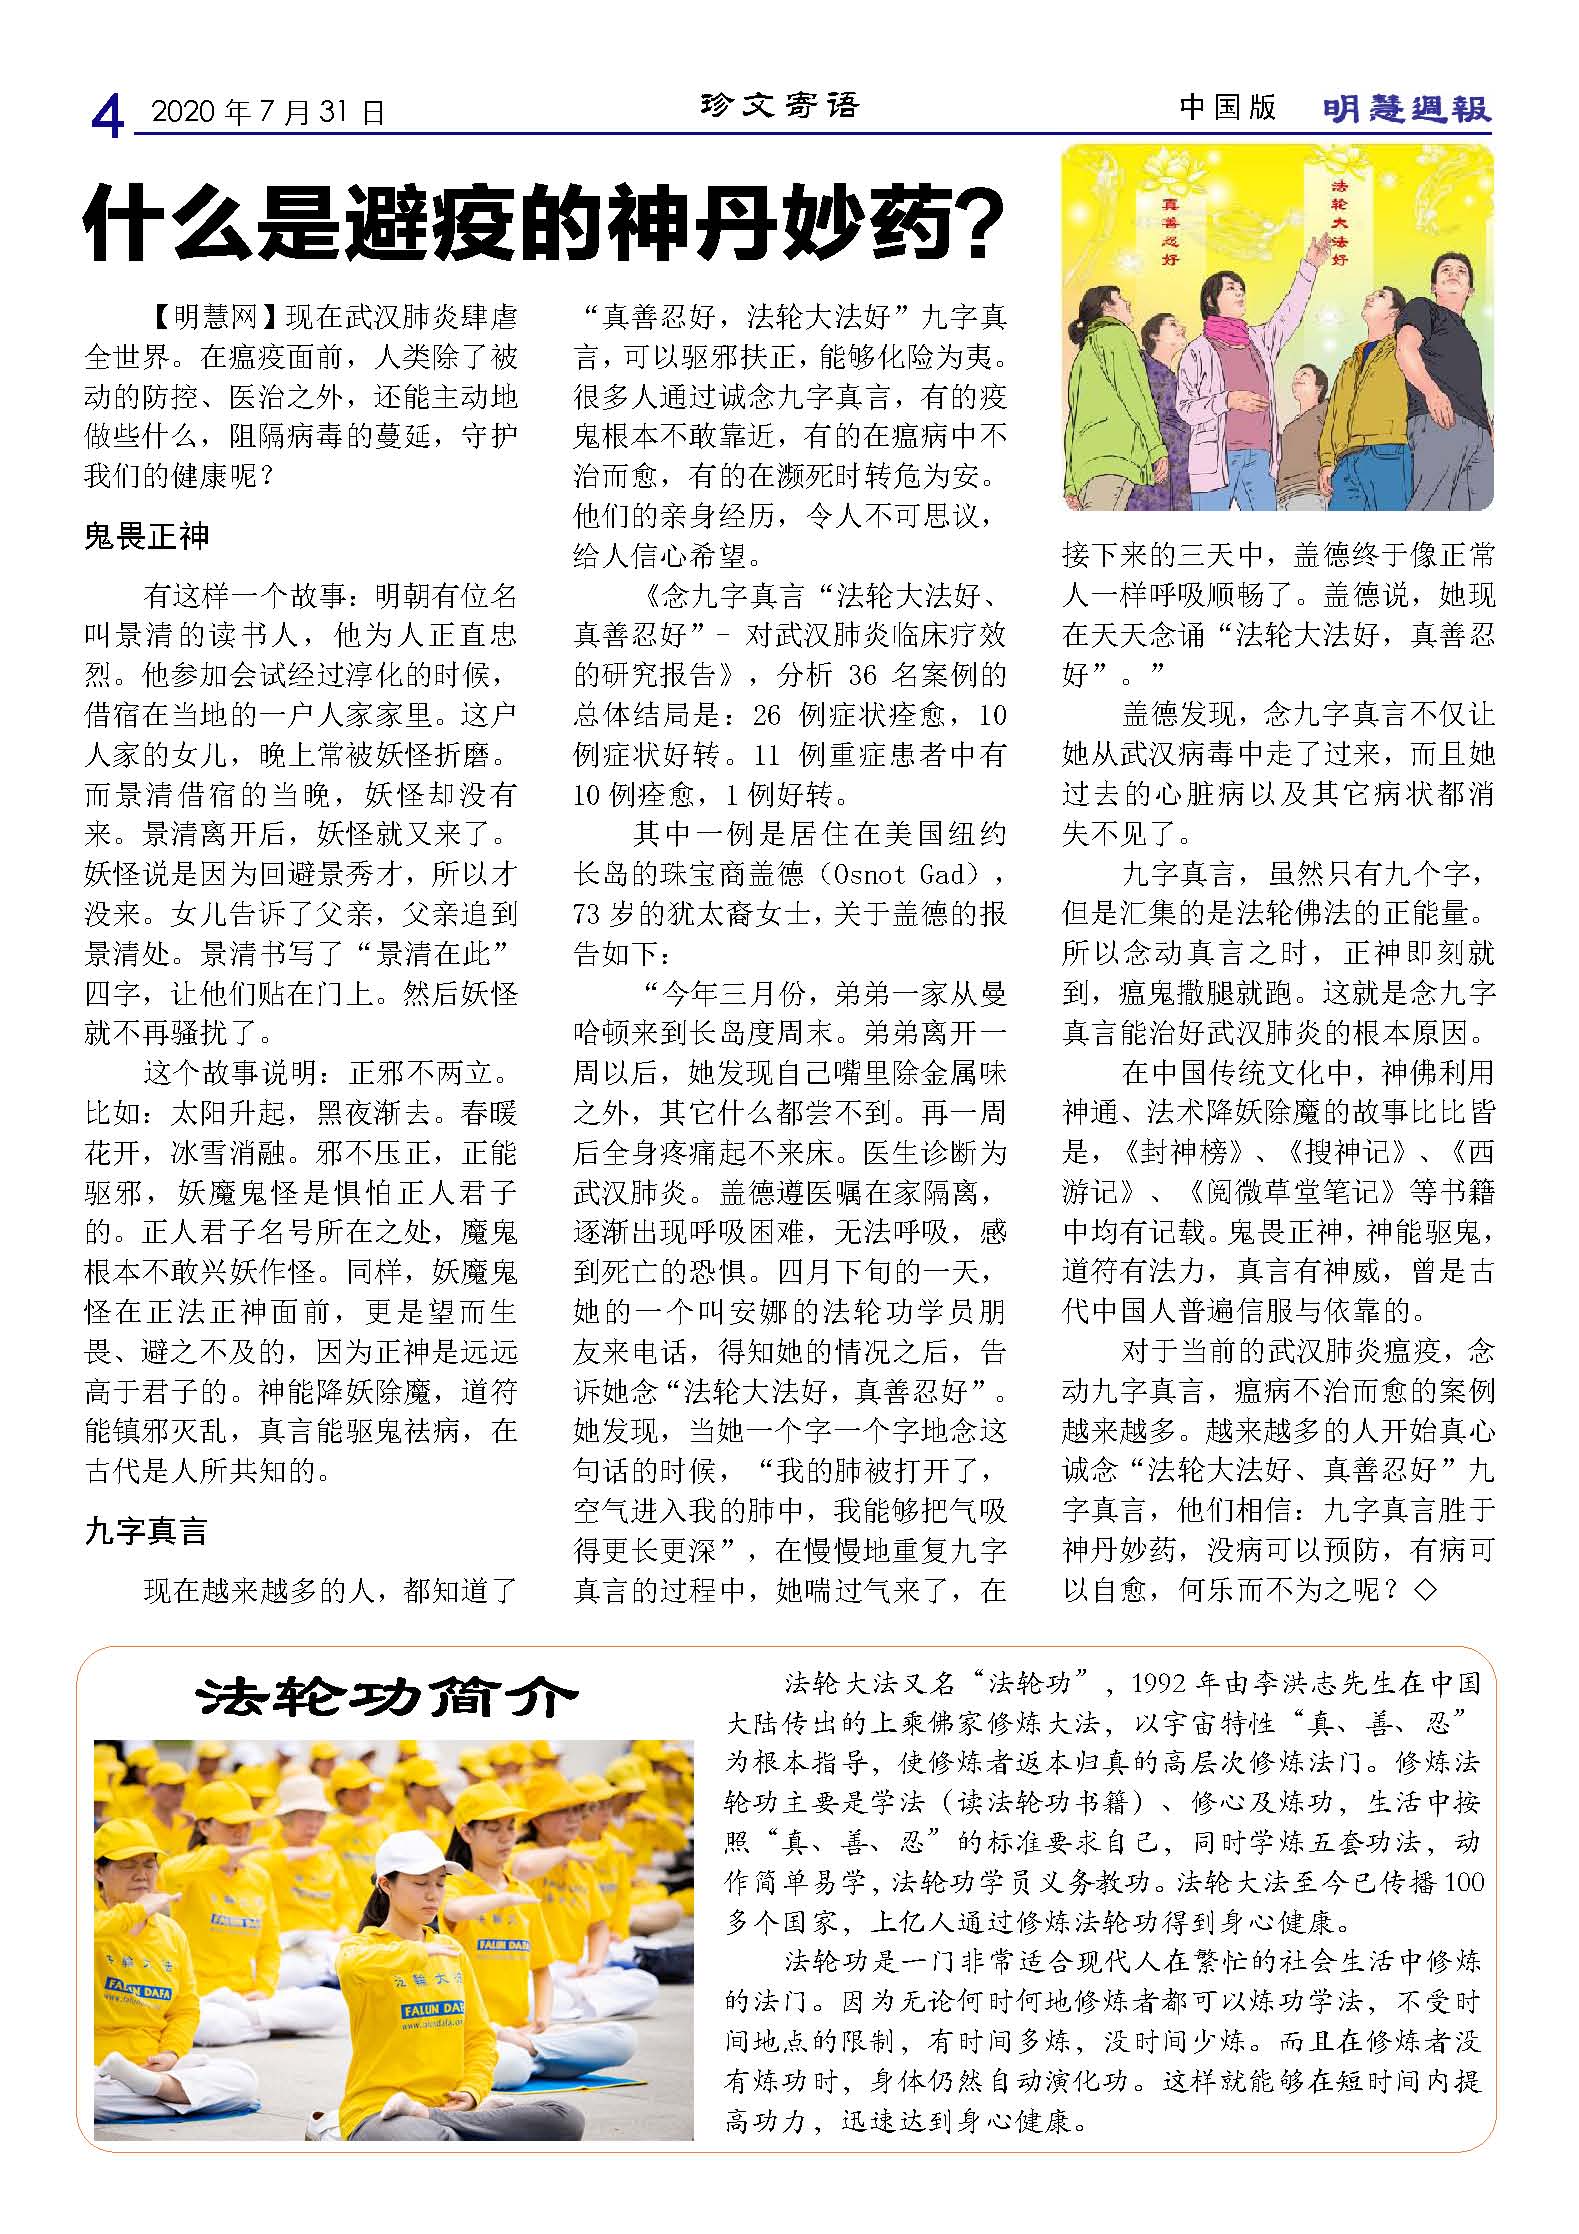 4
2020 年 7 月 31 日
珍文寄语
中国版
明慧週報
什么是避疫的神丹妙药?
【明慧网】现在武汉肺炎肆虐
全世界。在瘟疫面前，人类除了被
动的防控、医治之外，还能主动地
做些什么，阻隔病毒的蔓延，守护
我们的健康呢？
鬼畏正神
有这样一个故事：明朝有位名
叫景清的读书人，他为人正直忠
烈。他参加会试经过淳化的时候，
借宿在当地的一户人家家里。这户
人家的女儿，晚上常被妖怪折磨。
而景清借宿的当晚，妖怪却没有
来。景清离开后，妖怪就又来了。
妖怪说是因为回避景秀才，所以才
没来。女儿告诉了父亲，父亲追到
景清处。景清书写了“景清在此”
四字，让他们贴在门上。然后妖怪
就不再骚扰了。
这个故事说明：正邪不两立。
比如：太阳升起，黑夜渐去。春暖
花开，冰雪消融。邪不压正，正能
驱邪，妖魔鬼怪是惧怕正人君子
的。正人君子名号所在之处，魔鬼
根本不敢兴妖作怪。同样，妖魔鬼
怪在正法正神面前，更是望而生
畏、避之不及的，因为正神是远远
高于君子的。神能降妖除魔，道符
能镇邪灭乱，真言能驱鬼祛病，在
古代是人所共知的。
九字真言
现在越来越多的人，都知道了
“真善忍好，法轮大法好”九字真
言，可以驱邪扶正，能够化险为夷。
很多人通过诚念九字真言，有的疫
鬼根本不敢靠近，有的在瘟病中不
治而愈，有的在濒死时转危为安。
他们的亲身经历，令人不可思议，
给人信心希望。
《念九字真言“法轮大法好、
真善忍好”- 对武汉肺炎临床疗效
的研究报告》，分析 36 名案例的
总体结局是：26 例症状痊愈，10
例症状好转。11 例重症患者中有
10 例痊愈，1 例好转。
其中一例是居住在美国纽约
长岛的珠宝商盖德（Osnot Gad），
73 岁的犹太裔女士，关于盖德的报
告如下：
“今年三月份，弟弟一家从曼
哈顿来到长岛度周末。弟弟离开一
周以后，她发现自己嘴里除金属味
之外，其它什么都尝不到。再一周
后全身疼痛起不来床。医生诊断为
武汉肺炎。盖德遵医嘱在家隔离，
逐渐出现呼吸困难，无法呼吸，感
到死亡的恐惧。四月下旬的一天，
她的一个叫安娜的法轮功学员朋
友来电话，得知她的情况之后，告
诉她念“法轮大法好，真善忍好”。
她发现，当她一个字一个字地念这
句话的时候，“我的肺被打开了，
空气进入我的肺中，我能够把气吸
得更长更深”，在慢慢地重复九字
真言的过程中，她喘过气来了，在
真善忍好
法轮大法好
接下来的三天中，盖德终于像正常
人一样呼吸顺畅了。盖德说，她现
在天天念诵“法轮大法好，真善忍
好”。”
盖德发现，念九字真言不仅让
她从武汉病毒中走了过来，而且她
过去的心脏病以及其它病状都消
失不见了。
九字真言，虽然只有九个字，
但是汇集的是法轮佛法的正能量。
所以念动真言之时，正神即刻就
到，瘟鬼撒腿就跑。这就是念九字
真言能治好武汉肺炎的根本原因。
在中国传统文化中，神佛利用
神通、法术降妖除魔的故事比比皆
是，《封神榜》、《搜神记》、《西
游记》、《阅微草堂笔记》等书籍
中均有记载。鬼畏正神，神能驱鬼，
道符有法力，真言有神威，曾是古
代中国人普遍信服与依靠的。
对于当前的武汉肺炎瘟疫，念
动九字真言，瘟病不治而愈的案例
越来越多。越来越多的人开始真心
诚念“法轮大法好、真善忍好”九
字真言，他们相信：九字真言胜于
神丹妙药，没病可以预防，有病可
以自愈，何乐而不为之呢？◇
法轮功简介
法轮大法
FALUN DAFA
FALUN DAFA
法轮大法又名“法轮功”，1992 年由李洪志先生在中国
大陆传出的上乘佛家修炼大法，以宇宙特性“真、善、忍”
为根本指导，使修炼者返本归真的高层次修炼法门。修炼法
轮功主要是学法（读法轮功书籍）、修心及炼功，生活中按
照“真、善、忍”的标准要求自己，同时学炼五套功法，动
作简单易学，法轮功学员义务教功。法轮大法至今已传播 100
多个国家，上亿人通过修炼法轮功得到身心健康。
法轮功是一门非常适合现代人在繁忙的社会生活中修炼
的法门。因为无论何时何地修炼者都可以炼功学法，不受时
间地点的限制，有时间多炼，没时间少炼。而且在修炼者没
有炼功时，身体仍然自动演化功。这样就能够在短时间内提
高功力，迅速达到身心健康。